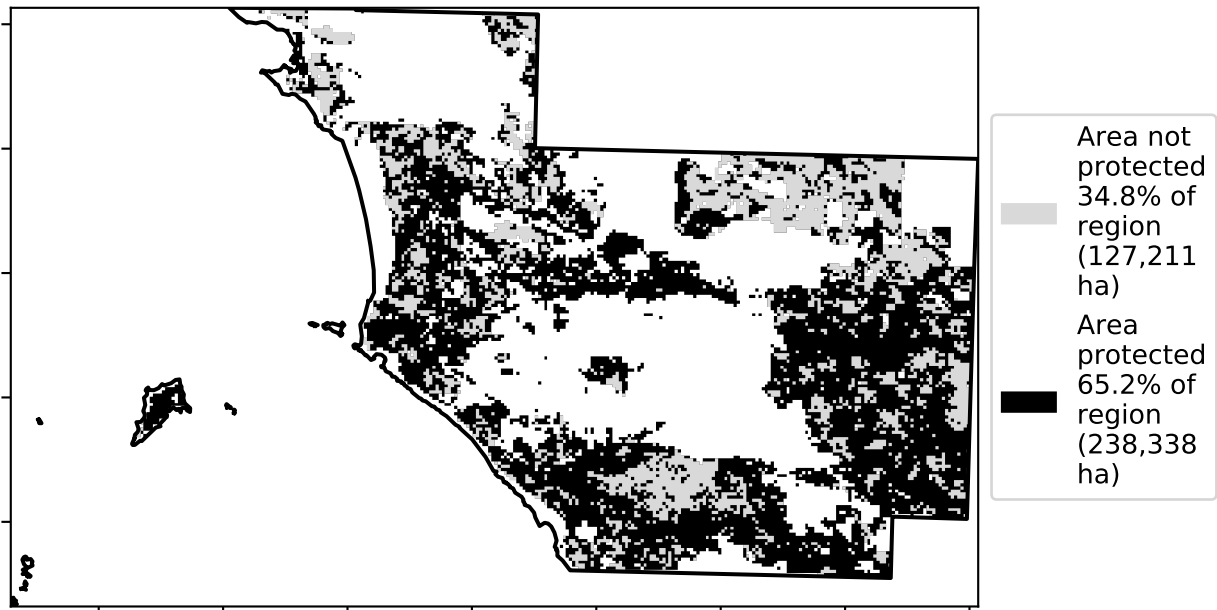 Area not
protected
34.8% of
region
(127,211
ha)
Area
protected
65.2% of
region
(238,338
ha)